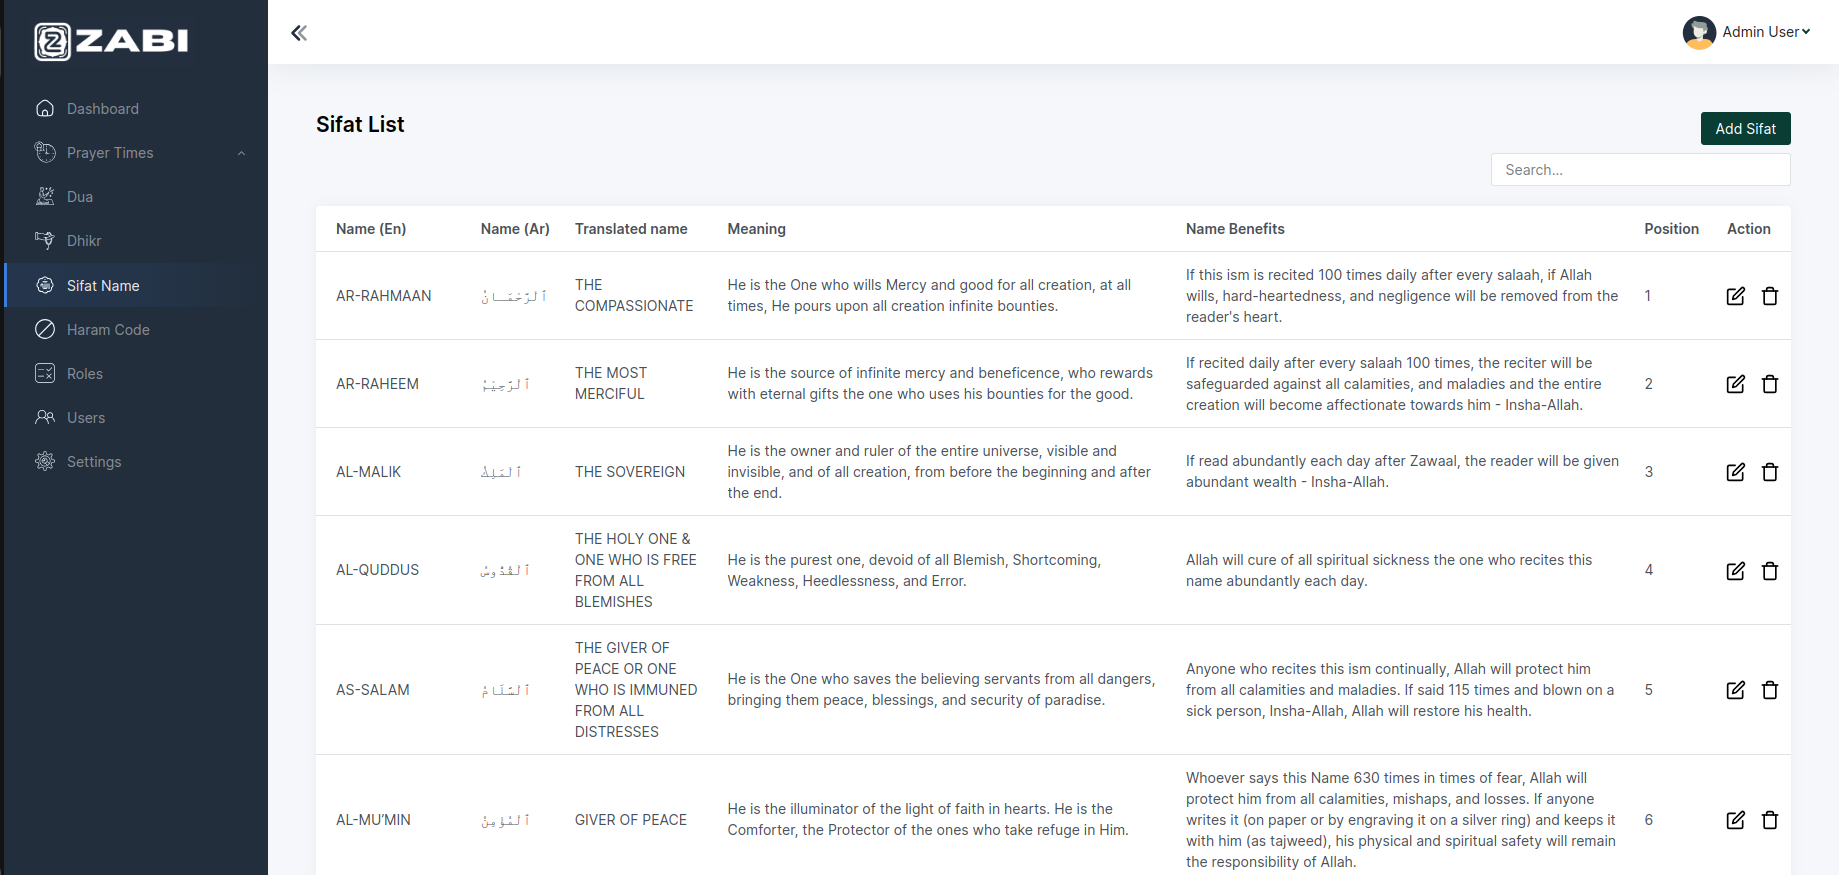 ZABI
Admin User
Dashboard
Prayer Times
Dua
Dhikr
Sifat Name
Haram Code
Roles
Users
Settings
Sifat List
Add Sifat
Search...
Name (En) Name (Ar) Translated name Meaning Name Benefits Position Action
AR-RAHMAAN
ٱلْرَّحْمَـانُ
THE
COMPASSIONATE
He is the One who wills Mercy and good for all creation, at all
times, He pours upon all creation infinite bounties.
If this ism is recited 100 times daily after every salaah, if Allah
wills, hard-heartedness, and negligence will be removed from the
reader's heart.
1
AR-RAHEEM
ٱلْرَّحِيْمُ
THE MOST
MERCIFUL
He is the source of infinite mercy and beneficence, who rewards
with eternal gifts the one who uses his bounties for the good.
If recited daily after every salaah 100 times, the reciter will be
safeguarded against all calamities, and maladies and the entire
creation will become affectionate towards him - Insha-Allah.
2
AL-MALIK
ٱلْمَلِكُ
THE SOVEREIGN
He is the owner and ruler of the entire universe, visible and
invisible, and of all creation, from before the beginning and after
the end.
If read abundantly each day after Zawaal, the reader will be given
abundant wealth - Insha-Allah.
3
AL-QUDDUS
ٱلْقُدُّوسُ
THE HOLY ONE &
ONE WHO IS FREE
FROM ALL
BLEMISHES
He is the purest one, devoid of all Blemish, Shortcoming,
Weakness, Heedlessness, and Error.
Allah will cure of all spiritual sickness the one who recites this
name abundantly each day.
4
AS-SALAM
ٱلْسَّلَامُ
THE GIVER OF
PEACE OR ONE
WHO IS IMMUNED
FROM ALL
DISTRESSES
He is the One who saves the believing servants from all dangers,
bringing them peace, blessings, and security of paradise.
Anyone who recites this ism continually, Allah will protect him
from all calamities and maladies. If said 115 times and blown on a
sick person, Insha-Allah, Allah will restore his health.
5
AL-MU’MIN
ٱلْمُؤْمِنُ
GIVER OF PEACE
He is the illuminator of the light of faith in hearts. He is the
Comforter, the Protector of the ones who take refuge in Him.
Whoever says this Name 630 times in times of fear, Allah will
protect him from all calamities, mishaps, and losses. If anyone
writes it (on paper or by engraving it on a silver ring) and keeps it
with him (as tajweed), his physical and spiritual safety will remain
the responsibility of Allah.
6